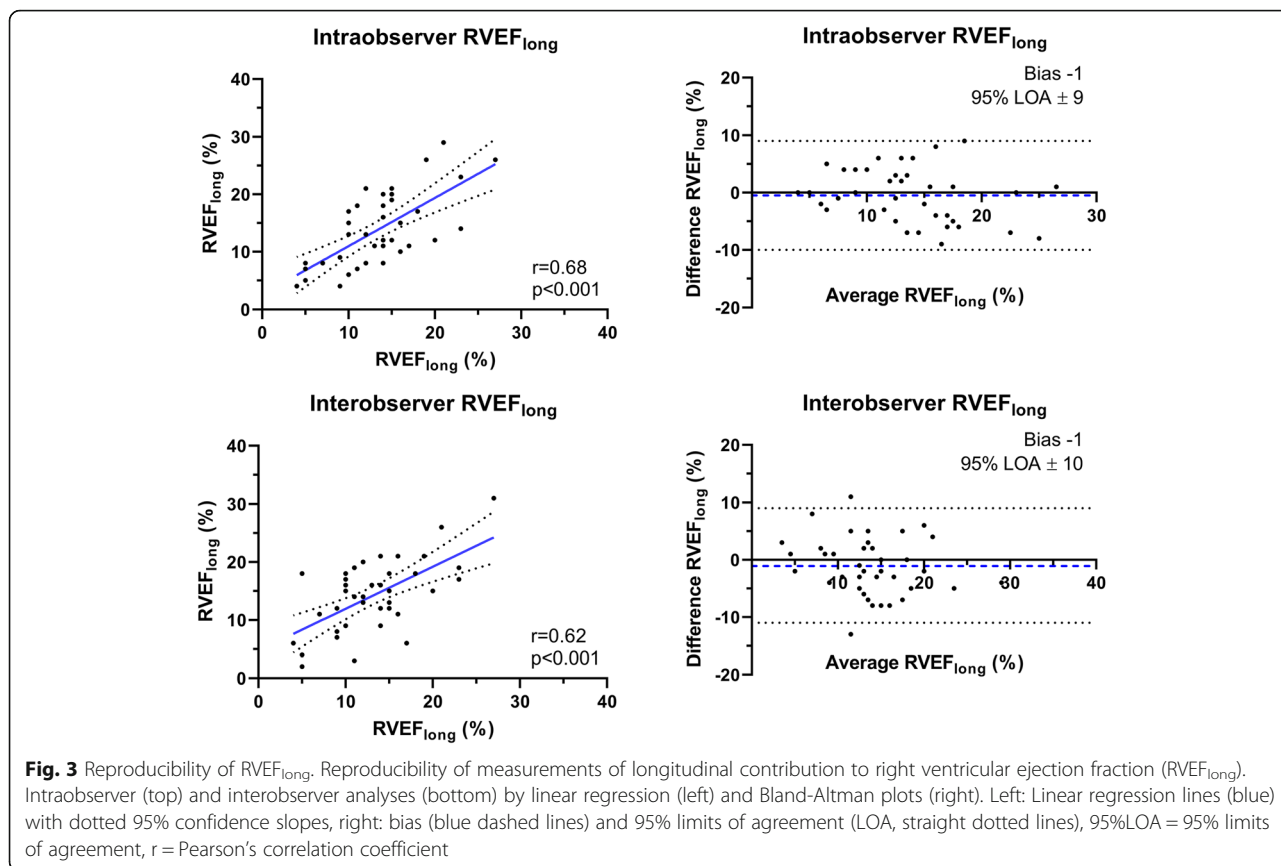 Intraobserver RVEFlong
40
30
20
10
0
RVEFlong (%)
r=0.68
p<0.001
0 10 20 30 40
RVEFlong (%)
Intraobserver RVEFlong
Bias -1
95% LOA ± 9
20
10
0
-10
-20
Difference RVEFlong (%)
10 20 30
Average RVEFlong (%)
Interobserver RVEFlong
40
30
20
10
0
RVEFlong (%)
r=0.62
p<0.001
0 10 20 30 40
RVEFlong (%)
Interobserver RVEFlong
Bias -1
95% LOA ± 10
20
10
0
-10
-20
Difference RVEFlong (%)
10 20 30 40
Average RVEFlong (%)
Fig. 3 Reproducibility of RVEFlong. Reproducibility of measurements of longitudinal contribution to right ventricular ejection fraction (RVEFlong).
Intraobserver (top) and interobserver analyses (bottom) by linear regression (left) and Bland-Altman plots (right). Left: Linear regression lines (blue)
with dotted 95% confidence slopes, right: bias (blue dashed lines) and 95% limits of agreement (LOA, straight dotted lines), 95%LOA = 95% limits
of agreement, r = Pearson's correlation coefficient